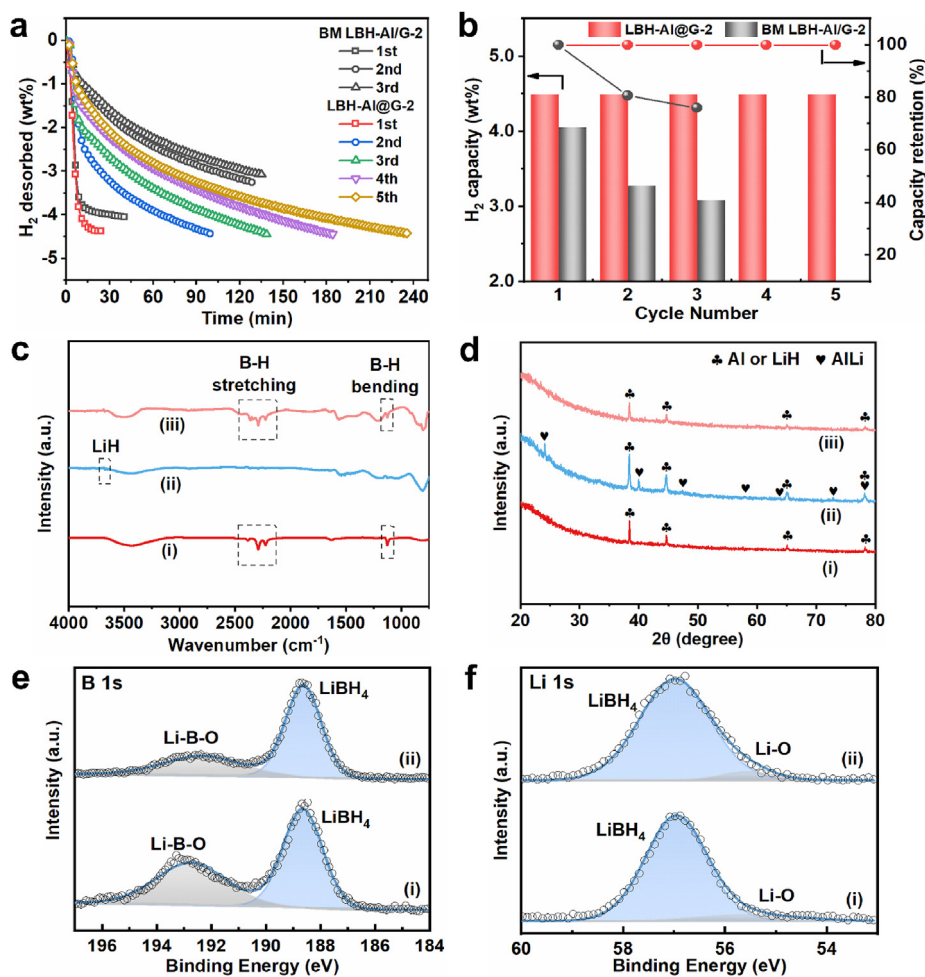 a
BM LBH-Al/G-2
1st
2nd
3rd
LBH-Al@G-2
1st
2nd
3rd
4th
5th
0
-1
-2
-3
-4
-5
H2 desorbed (wt%)
0 30 60 90 120 150 180 210 240
Time (min)
b
LBH-Al@G-2 BM LBH-Al/G-2
5.0
4.0
3.0
2.0
H2 capacity (wt%)
100
80
60
40
20
0
Capacity retention (%)
1 2 3 4 5
Cycle Number
c
B-H
stretching
B-H
bending
(iii)
LiH
(ii)
(i)
Intensity (a.u.)
4000 3500 3000 2500 2000 1500 1000
Wavenumber (cm-1)
d
♣ Al or LiH ♥ AlLi
(iii)
(ii)
(i)
Intensity (a.u.)
20 30 40 50 60 70 80
2θ (degree)
e
B 1s
LiBH4
Li-B-O
(ii)
LiBH4
Li-B-O
(i)
Intensity (a.u.)
196 194 192 190 188 186 184
Binding Energy (eV)
f
Li 1s
LiBH4
Li-O
(ii)
LiBH4
Li-O
(i)
Intensity (a.u.)
60 58 56 54
Binding Energy (eV)